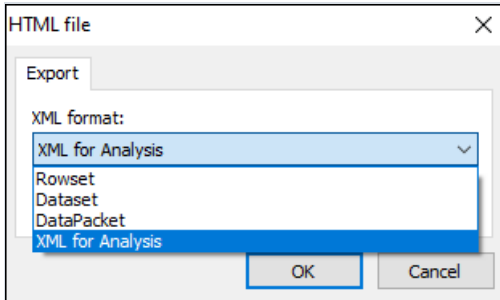 HTML file
Export
XML format:
XML for Analysis
Rowset
Dataset
DataPacket
XML for Analysis
OK Cancel